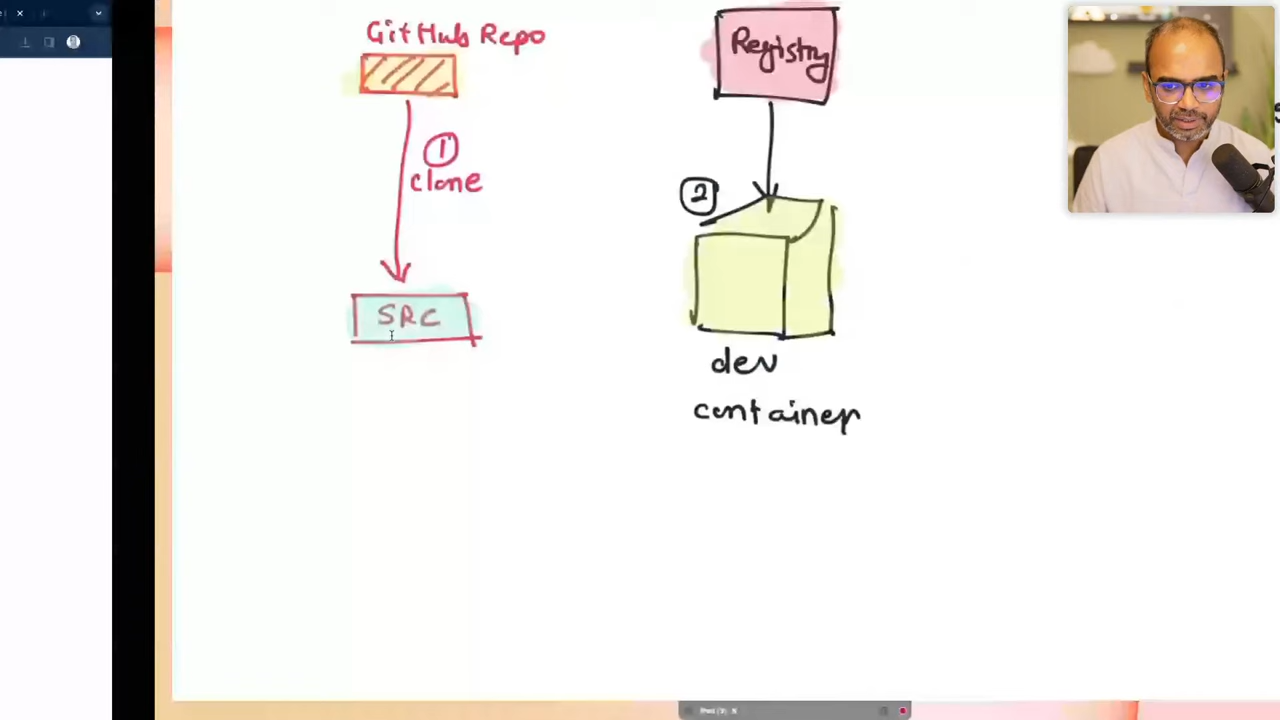 GitHub Repo
Registry
1
clone
2
SRC
dev
container